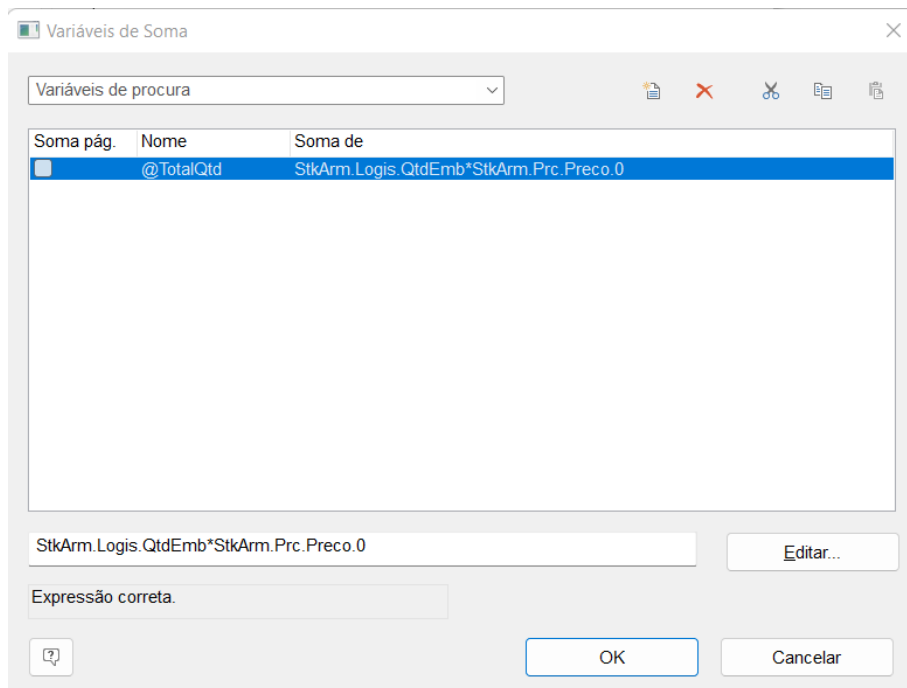 Variáveis de Soma
Variáveis de procura
Soma pág. Nome Soma de
@TotalQtd StkArm.Logis.QtdEmb*StkArm.Prc.Preco.0
StkArm.Logis.QtdEmb*StkArm.Prc.Preco.0
Editar...
Expressão correta.
OK Cancelar